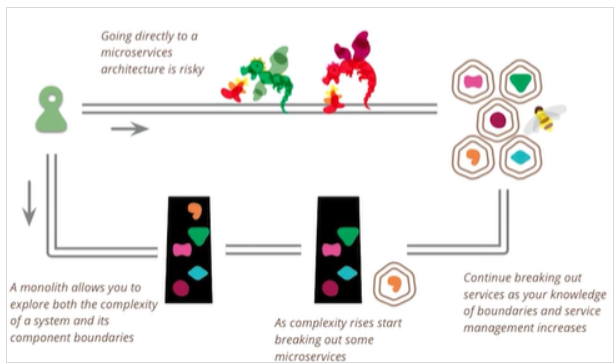 Going directly to a
microservices
architecture is risky
A monolith allows you to
explore both the complexity
of a system and its
component boundaries
As complexity rises start
breaking out some
microservices
Continue breaking out
services as your knowledge
of boundaries and service
management increases